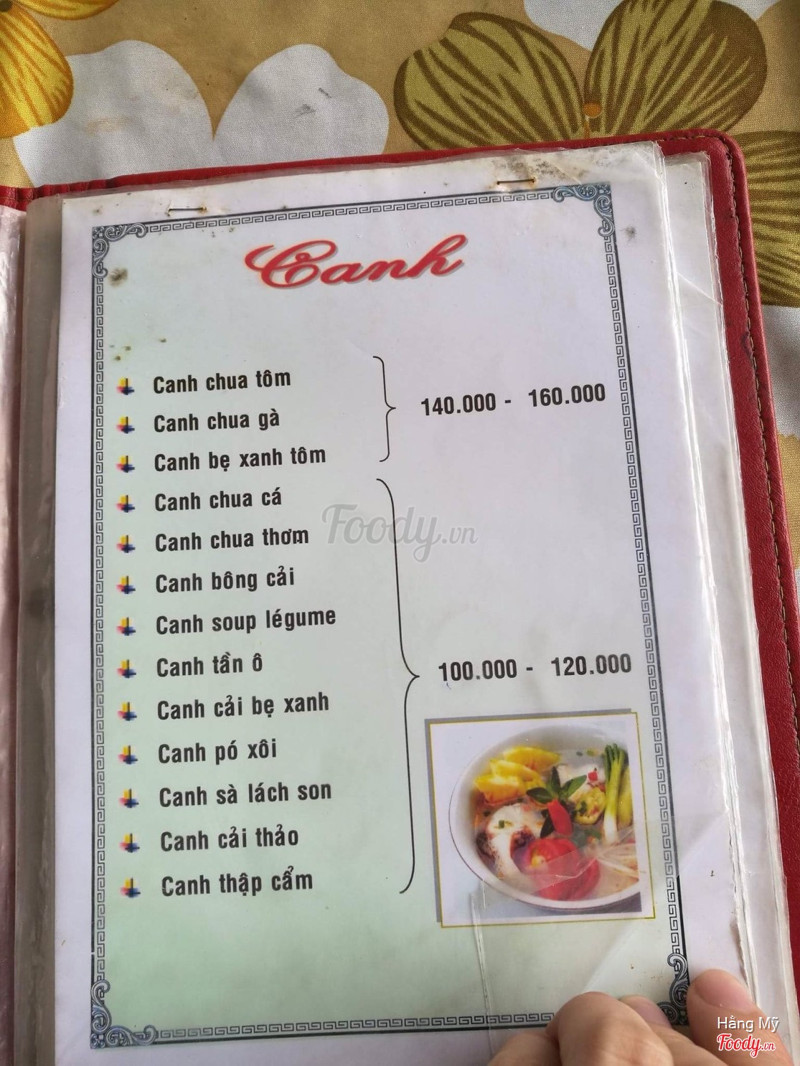 Canh
Canh chua tôm
Canh chua gà
Canh bẹ xanh tôm
140.000 - 160.000
Canh chua cá
Canh chua thơm
Canh bông cải
Canh soup légume
Canh tần ô
Canh cải bẹ xanh
Canh pó xôi
Canh sà lách son
Canh cải thảo
Canh thập cẩm
100.000 - 120.000
Foody.vn
Hằng Mỹ
Foody.vn